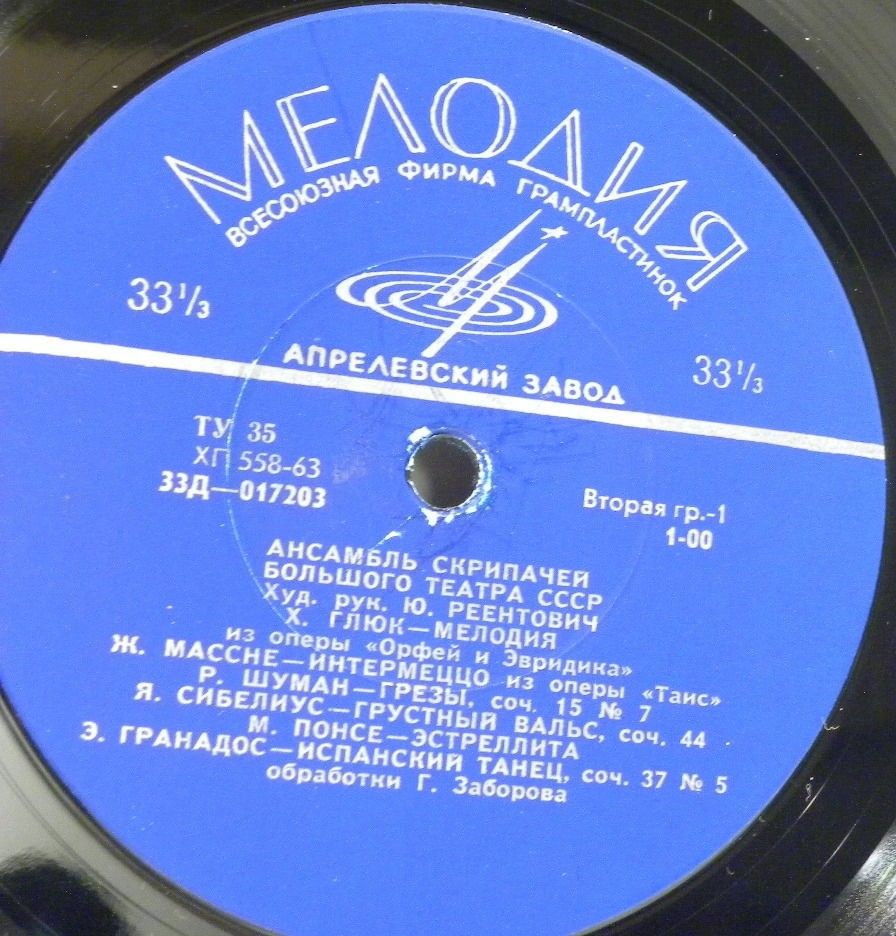 МЕЛОДИЯ
ВСЕСОЮЗНАЯ ФИРМА ГРАМПЛАСТИНОК
33⅓
33⅓
АПРЕЛЕВСКИЙ ЗАВОД
ТУ 35
ХП 558-63
33Д—017203
Вторая гр.-1
1-00
АНСАМБЛЬ СКРИПАЧЕЙ
БОЛЬШОГО ТЕАТРА СССР
Худ. рук. Ю. РЕЕНТОВИЧ
Х. ГЛЮК—МЕЛОДИЯ
из оперы «Орфей и Эвридика»
Ж. МАССНЕ—ИНТЕРМЕЦЦО из оперы «Таис»
Р. ШУМАН—ГРЕЗЫ, соч. 15 № 7
Я. СИБЕЛИУС—ГРУСТНЫЙ ВАЛЬС, соч. 44
М. ПОНСЕ—ЭСТРЕЛЛИТА
Э. ГРАНАДОС—ИСПАНСКИЙ ТАНЕЦ, соч. 37 № 5
обработки Г. Заборова